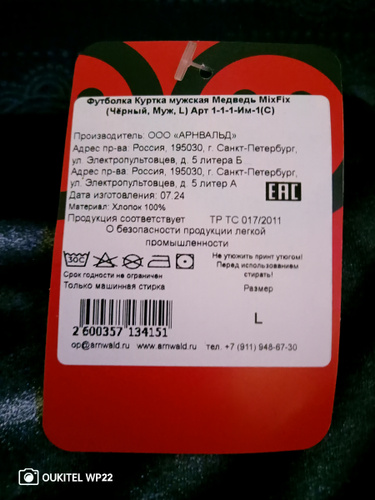 Футболка Куртка мужская Медведь MixFix
(Чёрный, Муж, L) Арт 1-1-1-Им-1(С)
Производитель: ООО «АРНВАЛЬД»
Адрес пр-ва: Россия, 195030, г. Санкт-Петербург,
ул. Электропультовцев, д. 5 литера Б
Адрес пр-ва: Россия, 195030, г. Санкт-Петербург,
ул. Электропультовцев, д. 5 литер А
Дата изготовления: 07.24
Материал: Хлопок 100%
EAC
Продукция соответствует ТР ТС 017/2011
О безопасности продукции легкой
промышленности
Срок годности не ограничен
Только машинная стирка
Не утюжить принт утюгом!
Перед использованием
стирать!
Размер
L
2 600357 134151
op@arnwald.ru www.arnwald.ru тел. +7 (911) 948-67-30
OUKITEL WP22